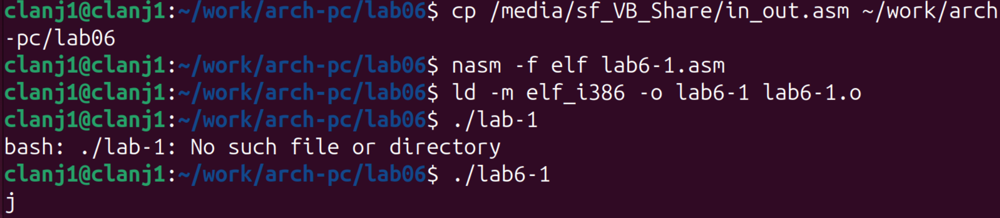 clanj1@clanj1:~/work/arch-pc/lab06$ cp /media/sf_VB_Share/in_out.asm ~/work/arch
-pc/lab06
clanj1@clanj1:~/work/arch-pc/lab06$ nasm -f elf lab6-1.asm
clanj1@clanj1:~/work/arch-pc/lab06$ ld -m elf_i386 -o lab6-1 lab6-1.o
clanj1@clanj1:~/work/arch-pc/lab06$ ./lab-1
bash: ./lab-1: No such file or directory
clanj1@clanj1:~/work/arch-pc/lab06$ ./lab6-1
j